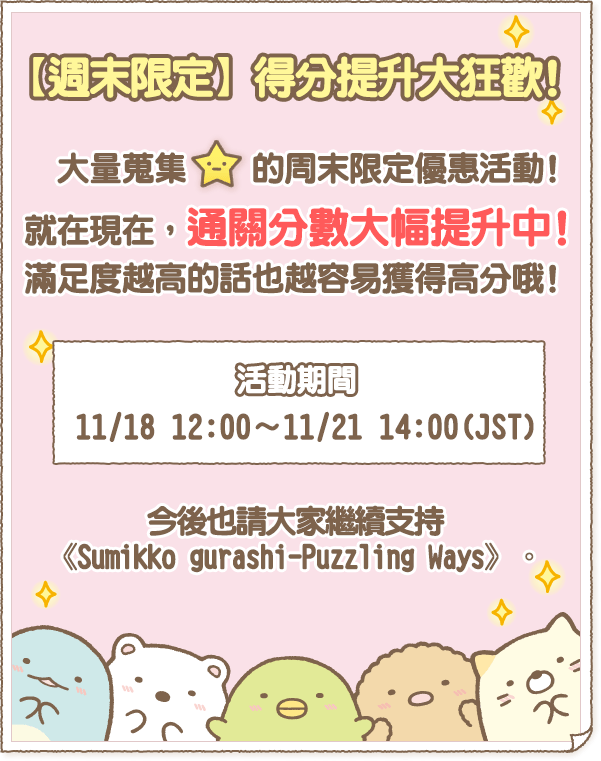 【週末限定】得分提升大狂歡!
大量蒐集 的周末限定優惠活動!
就在現在,通關分數大幅提升中!
滿足度越高的話也越容易獲得高分哦!
活動期間
11/18 12:00～11/21 14:00(JST)
今後也請大家繼續支持
《Sumikko gurashi-Puzzling Ways》。